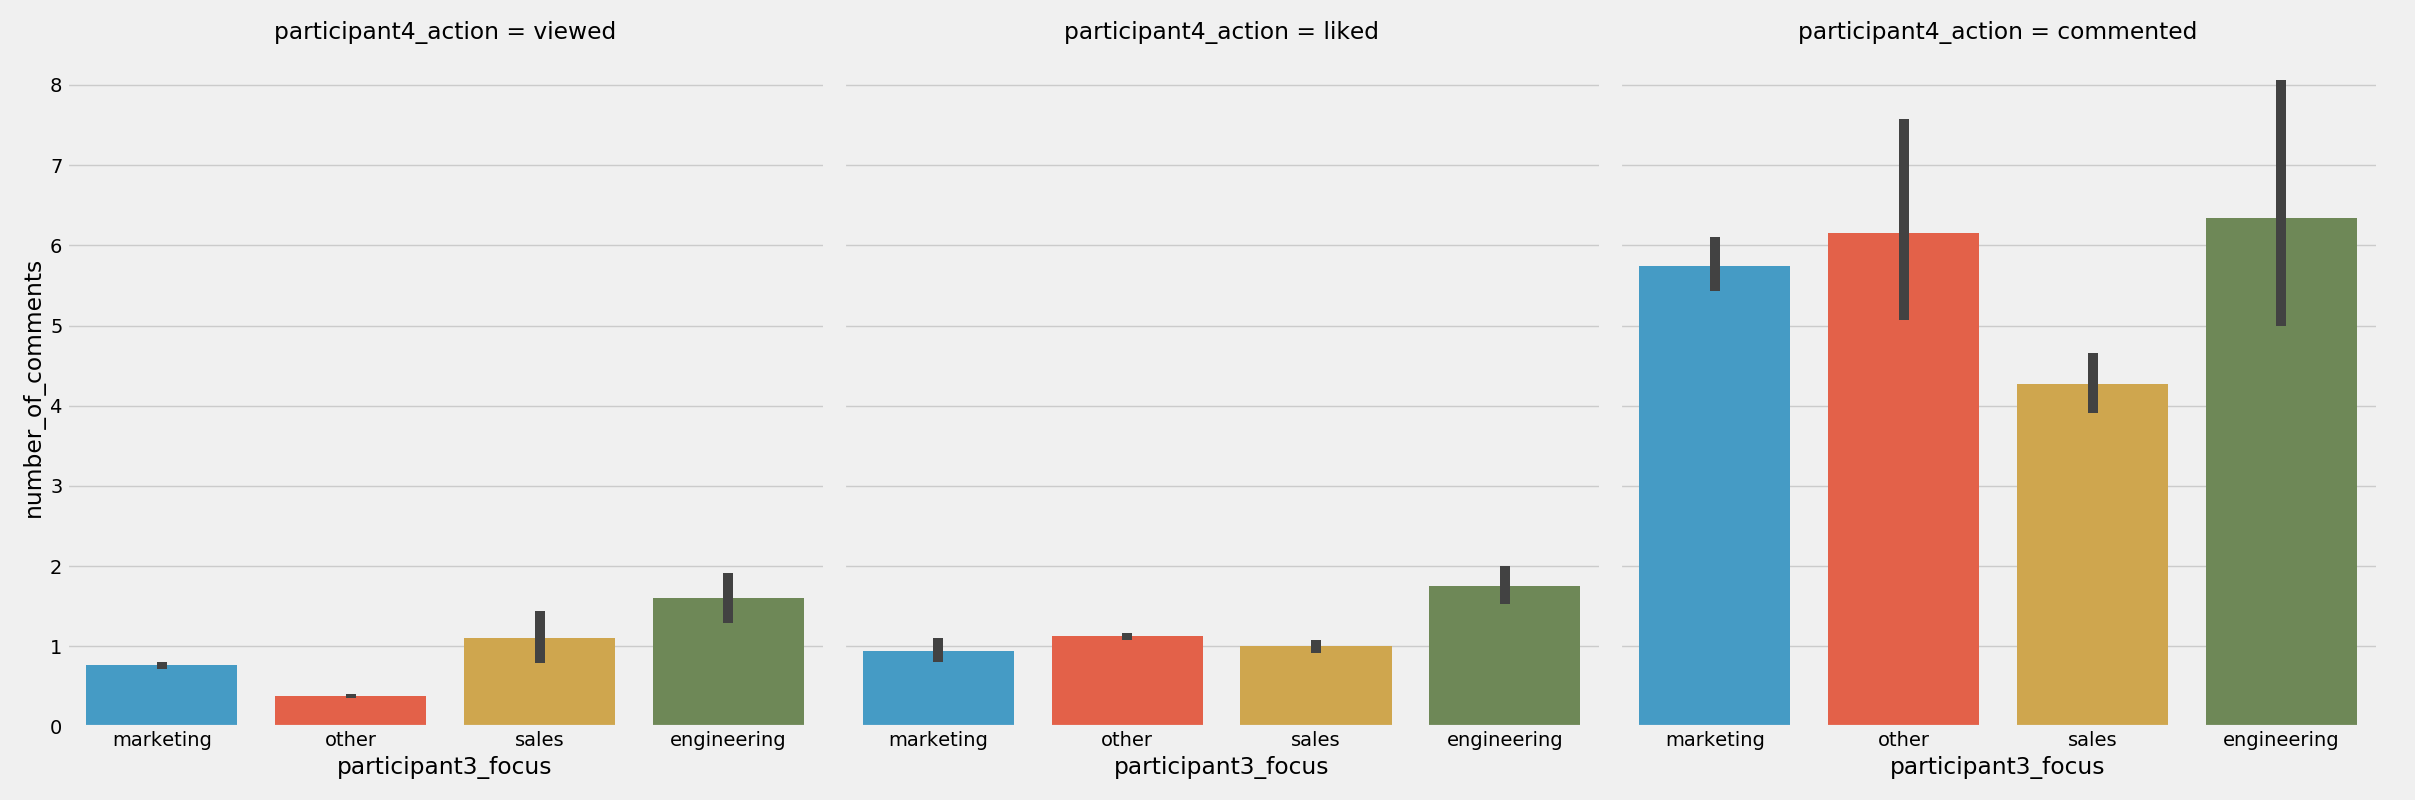 participant4_action = viewed
participant4_action = liked
participant4_action = commented
number_of_comments
8
7
6
5
4
3
2
1
0
marketing other sales engineering
marketing other sales engineering
marketing other sales engineering
participant3_focus
participant3_focus
participant3_focus